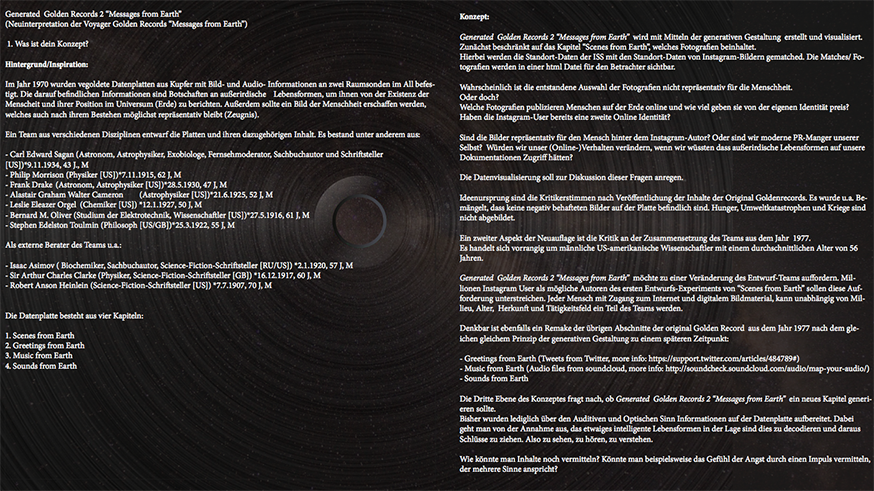 Generated Golden Records 2 “Messages from Earth”
(Neuinterpretation der Voyager Golden Records “Messages from Earth”)
1. Was ist dein Konzept?
Hintergrund/Inspiration:
Im Jahr 1970 wurden vegoldete Datenplatten aus Kupfer mit Bild- und Audio- Informationen an zwei Raumsonden im All befes-
tigt. Die darauf befindlichen Informationen sind Botschaften an außerirdische Lebensformen, um ihnen von der Existenz der
Menscheit und ihrer Position im Universum (Erde) zu berichten. Außerdem sollte ein Bild der Menschheit erschaffen werden,
welches auch nach ihrem Bestehen möglichst repräsentativ bleibt (Zeugnis).
Ein Team aus verschiedenen Disziplinen entwarf die Platten und ihren dazugehörigen Inhalt. Es bestand unter anderem aus:
- Carl Edward Sagan (Astronom, Astrophysiker, Exobiologe, Fernsehmoderator, Sachbuchautor und Schriftsteller
[US])*9.11.1934, 43 J., M
- Philip Morrison (Physiker [US])*7.11.1915, 62 J, M
- Frank Drake (Astronom, Astrophysiker [US])*28.5.1930, 47 J, M
- Alastair Graham Walter Cameron (Astrophysiker [US])*21.6.1925, 52 J, M
- Leslie Eleazer Orgel (Chemiker [US]) *12.1.1927, 50 J, M
- Bernard M. Oliver (Studium der Elektrotechnik, Wissenschaftler [US])*27.5.1916, 61 J, M
- Stephen Edelston Toulmin (Philosoph [US/GB])*25.3.1922, 55 J, M
Als externe Berater des Teams u.a.:
- Isaac Asimov ( Biochemiker, Sachbuchautor, Science-Fiction-Schriftsteller [RU/US]) *2.1.1920, 57 J, M
- Sir Arthur Charles Clarke (Physiker, Science-Fiction-Schriftsteller [GB]) *16.12.1917, 60 J, M
- Robert Anson Heinlein (Science-Fiction-Schriftsteller [US]) *7.7.1907, 70 J, M
Die Datenplatte besteht aus vier Kapiteln:
1. Scenes from Earth
2. Greetings from Earth
3. Music from Earth
4. Sounds from Earth
Konzept:
Generated Golden Records 2 “Messages from Earth” wird mit Mitteln der generativen Gestaltung erstellt und visualisiert.
Zunächst beschränkt auf das Kapitel “Scenes from Earth”, welches Fotografien beinhaltet.
Hierbei werden die Standort-Daten der ISS mit den Standort-Daten von Instagram-Bildern gematched. Die Matches/ Fo-
tografien werden in einer html Datei für den Betrachter sichtbar.
Wahrscheinlich ist die entstandene Auswahl der Fotografien nicht repräsentativ für die Menschheit.
Oder doch?
Welche Fotografien publizieren Menschen auf der Erde online und wie viel geben sie von der eigenen Identität preis?
Haben die Instagram-User bereits eine zweite Online Identität?
Sind die Bilder repräsentativ für den Mensch hinter dem Instagram-Autor? Oder sind wir moderne PR-Manger unserer
Selbst? Würden wir unser (Online-)Verhalten verändern, wenn wir wüssten dass außerirdische Lebensformen auf unsere
Dokumentationen Zugriff hätten?
Die Datenvisualisierung soll zur Diskussion dieser Fragen anregen.
Ideenursprung sind die Kritikerstimmen nach Veröffentlichung der Inhalte der Original Goldenrecords. Es wurde u.a. Be-
mängelt, dass keine negativ behafteten Bilder auf der Platte befindlich sind. Hunger, Umweltkatastrophen und Kriege sind
nicht abgebildet.
Ein zweiter Aspekt der Neuauflage ist die Kritik an der Zusammensetzung des Teams aus dem Jahr 1977.
Es handelt sich vorrangig um männliche US-amerikanische Wissenschaftler mit einem durchschnittlichen Alter von 56
Jahren.
Generated Golden Records 2 “Messages from Earth” möchte zu einer Veränderung des Entwurf-Teams auffordern. Mil-
lionen Instagram User als mögliche Autoren des ersten Entwurfs-Experiments von “Scenes from Earth” sollen diese Auf-
forderung unterstreichen. Jeder Mensch mit Zugang zum Internet und digitalem Bildmaterial, kann unabhängig von Mil-
lieu, Alter, Herkunft und Tätigkeitsfeld ein Teil des Teams werden.
Denkbar ist ebenfalls ein Remake der übrigen Abschnitte der original Golden Record aus dem Jahr 1977 nach dem gle-
ichen gleichem Prinzip der generativen Gestaltung zu einem späteren Zeitpunkt:
- Greetings from Earth (Tweets from Twitter, more info: https://support.twitter.com/articles/484789#)
- Music from Earth (Audio files from soundcloud, more info: http://soundcheck.soundcloud.com/audio/map-your-audio/)
- Sounds from Earth
Die Dritte Ebene des Konzeptes fragt nach, ob Generated Golden Records 2 “Messages from Earth” ein neues Kapitel generi-
eren sollte.
Bisher wurden lediglich über den Auditiven und Optischen Sinn Informationen auf der Datenplatte aufbereitet. Dabei
geht man von der Annahme aus, das etwaiges intelligente Lebensformen in der Lage sind dies zu decodieren und daraus
Schlüsse zu ziehen. Also zu sehen, zu hören, zu verstehen.
Wie könnte man Inhalte noch vermitteln? Könnte man beispielsweise das Gefühl der Angst durch einen Impuls vermitteln,
der mehrere Sinne anspricht?